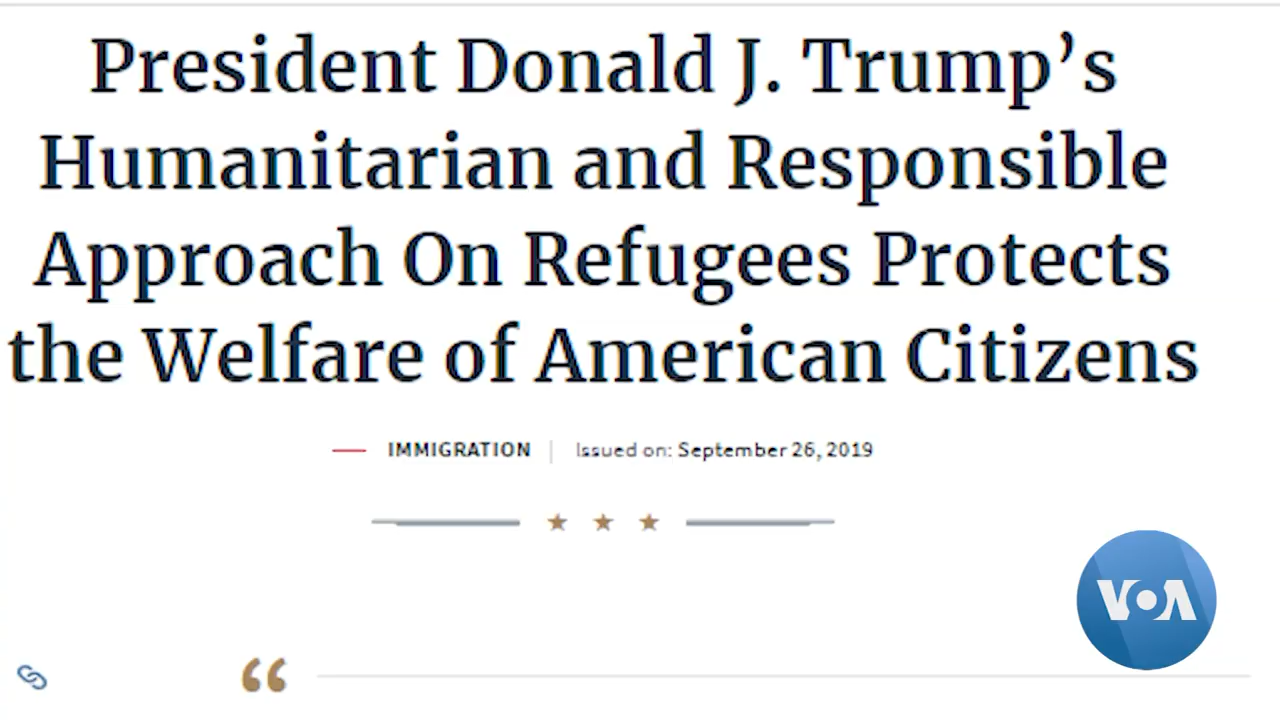 President Donald J. Trump’s
Humanitarian and Responsible
Approach On Refugees Protects
the Welfare of American Citizens
IMMIGRATION | Issued on: September 26, 2019
VOA
“